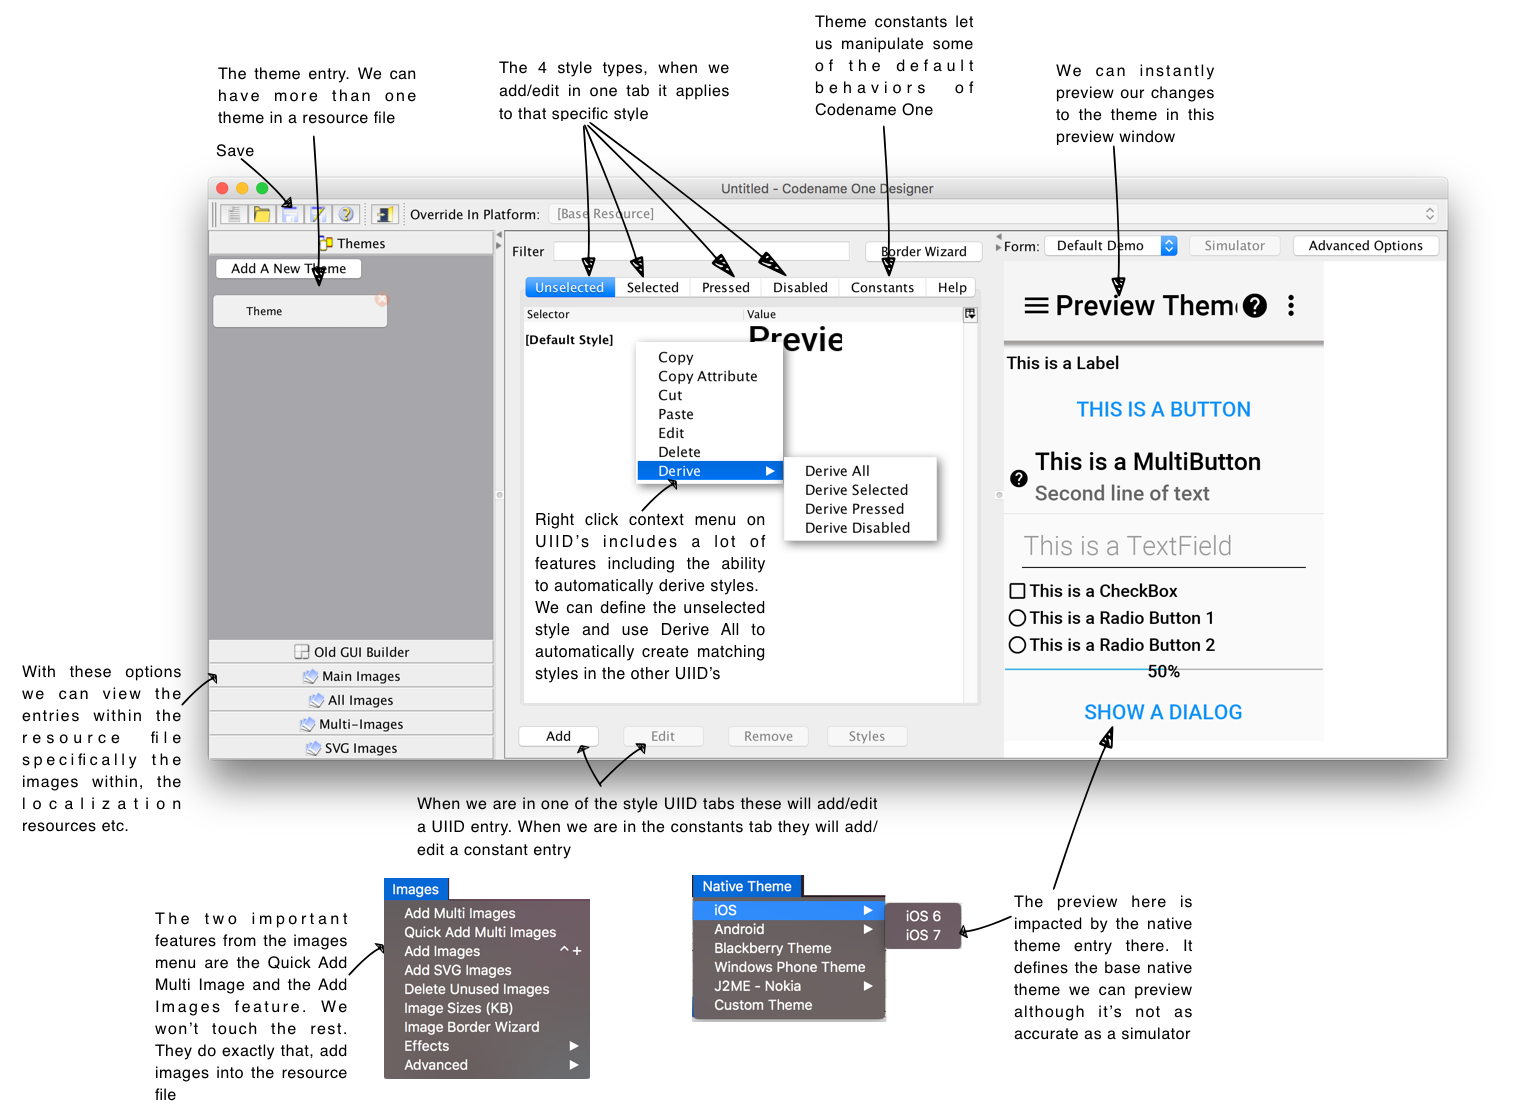 Theme constants let
us manipulate some
of the default
behaviors of
Codename One
The theme entry. We can
have more than one
theme in a resource file
The 4 style types, when we
add/edit in one tab it applies
to that specific style
We can instantly
preview our changes
to the theme in this
preview window
Save
Untitled - Codename One Designer
Override In Platform: [Base Resource]
Themes
Add A New Theme
Theme
Old GUI Builder
Main Images
All Images
Multi-Images
SVG Images
Filter
Border Wizard
Unselected Selected Pressed Disabled Constants Help
Selector Value
[Default Style] Previe
Copy
Copy Attribute
Cut
Paste
Edit
Delete
Derive
Derive All
Derive Selected
Derive Pressed
Derive Disabled
Right click context menu on
UIID's includes a lot of
features including the ability
to automatically derive styles.
We can define the unselected
style and use Derive All to
automatically create matching
styles in the other UIID's
Add Edit Remove Styles
Form: Default Demo Simulator Advanced Options
Preview Them
This is a Label
THIS IS A BUTTON
This is a MultiButton
Second line of text
This is a TextField
This is a CheckBox
This is a Radio Button 1
This is a Radio Button 2
50%
SHOW A DIALOG
With these options
we can view the
entries within the
resource file
specifically the
images within, the
localization
resources etc.
When we are in one of the style UIID tabs these will add/edit
a UIID entry. When we are in the constants tab they will add/
edit a constant entry
The two important
features from the images
menu are the Quick Add
Multi Image and the Add
Images feature. We
won't touch the rest.
They do exactly that, add
images into the resource
file
Images
Add Multi Images
Quick Add Multi Images
Add Images ^+
Add SVG Images
Delete Unused Images
Image Sizes (KB)
Image Border Wizard
Effects
Advanced
Native Theme
iOS
Android
Blackberry Theme
Windows Phone Theme
J2ME - Nokia
Custom Theme
iOS 6
iOS 7
The preview here is
impacted by the native
theme entry there. It
defines the base native
theme we can preview
although it's not as
accurate as a simulator